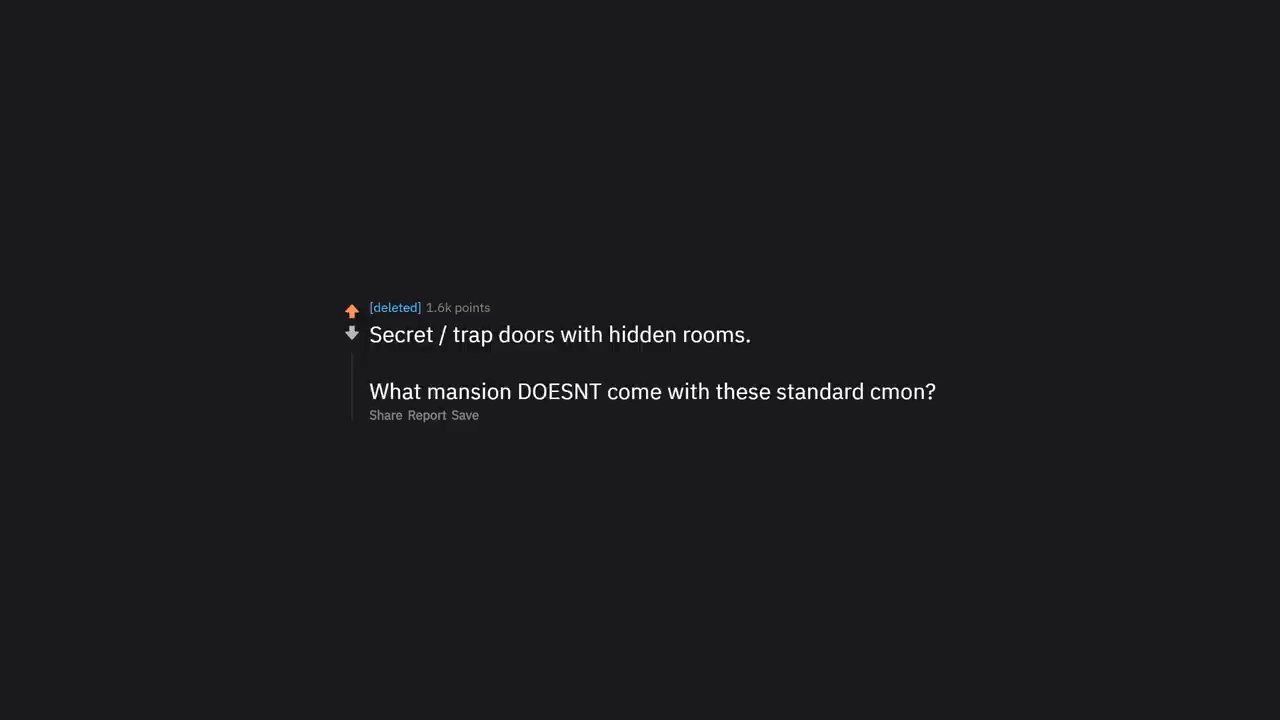 [deleted] 1.6k points
Secret / trap doors with hidden rooms.
What mansion DOESNT come with these standard cmon?
Share Report Save